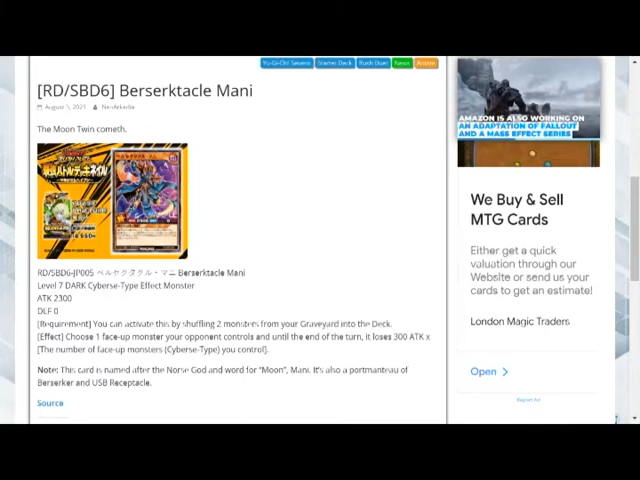 Yu-Gi-Oh! Sevens Starter Deck Rush Duel News Anime
[RD/SBD6] Berserktacle Mani
August 5, 2021 NeoArkadia
The Moon Twin cometh.
RD/SBD6-JP005 ベルセクタクル・マニ Berserktacle Mani
Level 7 DARK Cyberse-Type Effect Monster
ATK 2300
DLF 0
[Requirement] You can activate this by shuffling 2 monsters from your Graveyard into the Deck.
[Effect] Choose 1 face-up monster your opponent controls and until the end of the turn, it loses 300 ATK x
[The number of face-up monsters (Cyberse-Type) you control].
Note: This card is named after the Norse God and word for "Moon", Mani. It's also a portmanteau of
Berserker and USB Receptacle.
Source
AMAZON IS ALSO WORKING ON
AN ADAPTATION OF FALLOUT
AND A MASS EFFECT SERIES
We Buy & Sell
MTG Cards
Either get a quick
valuation through our
Website or send us your
cards to get an estimate!
London Magic Traders
Open
Report Ad